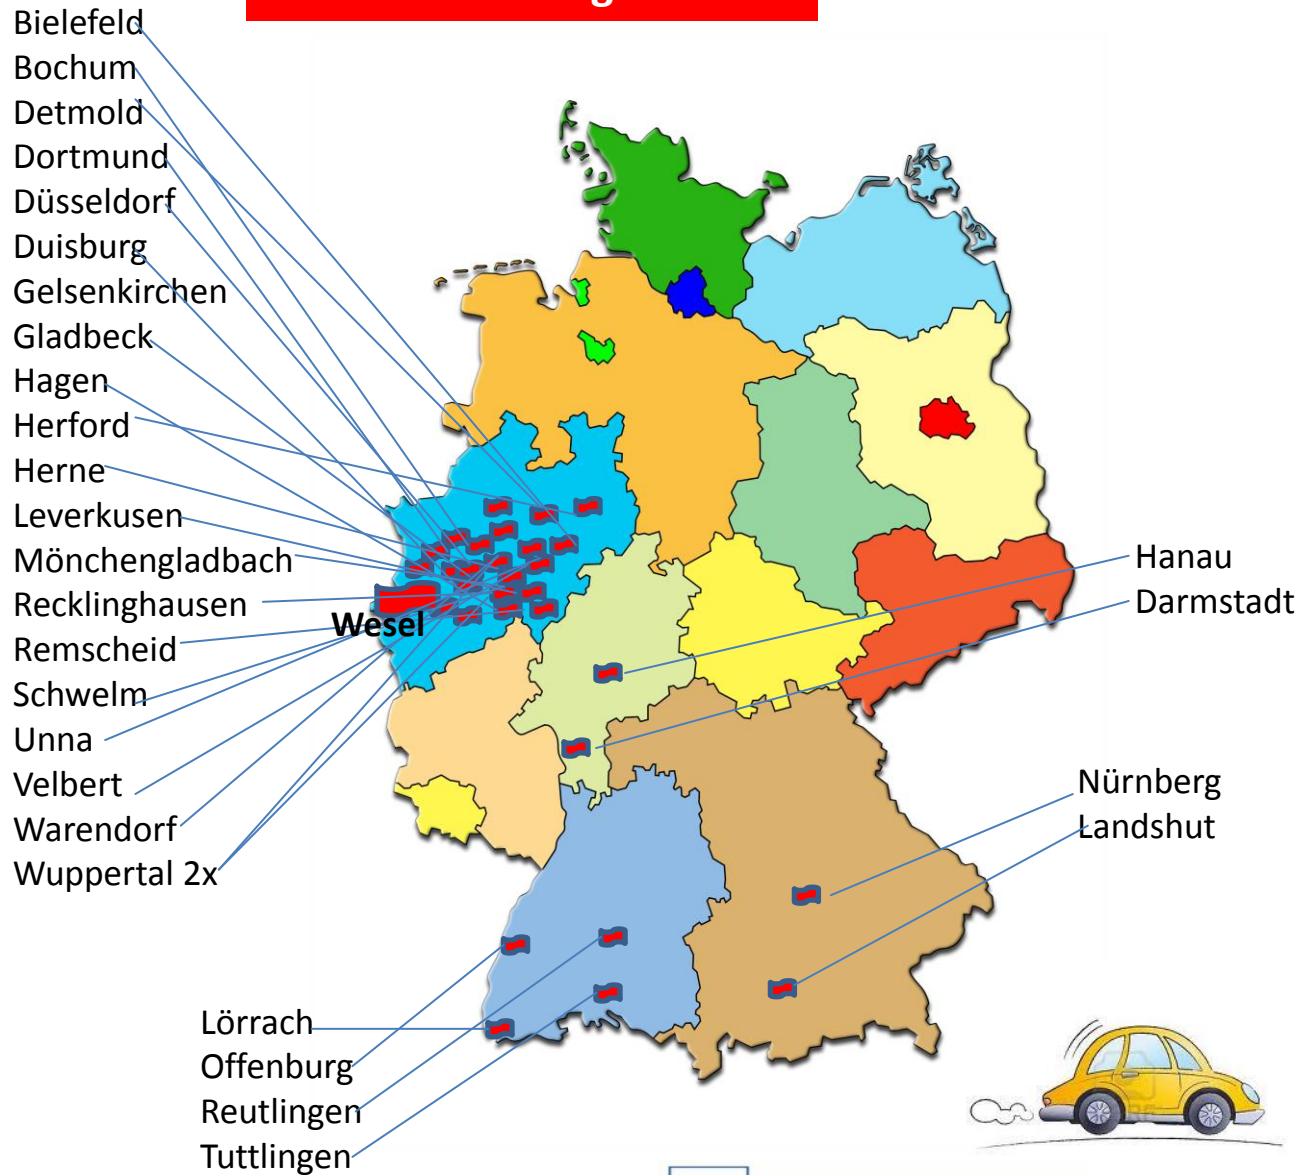 Bielefeld
Bochum
Detmold
Dortmund
Düsseldorf
Duisburg
Gelsenkirchen
Gladbeck
Hagen
Herford
Herne
Leverkusen
Mönchengladbach
Recklinghausen
Remscheid
Schwelm
Unna
Velbert
Warendorf
Wuppertal 2x
Wesel
Hanau
Darmstadt
Nürnberg
Landshut
Lörrach
Offenburg
Reutlingen
Tuttlingen